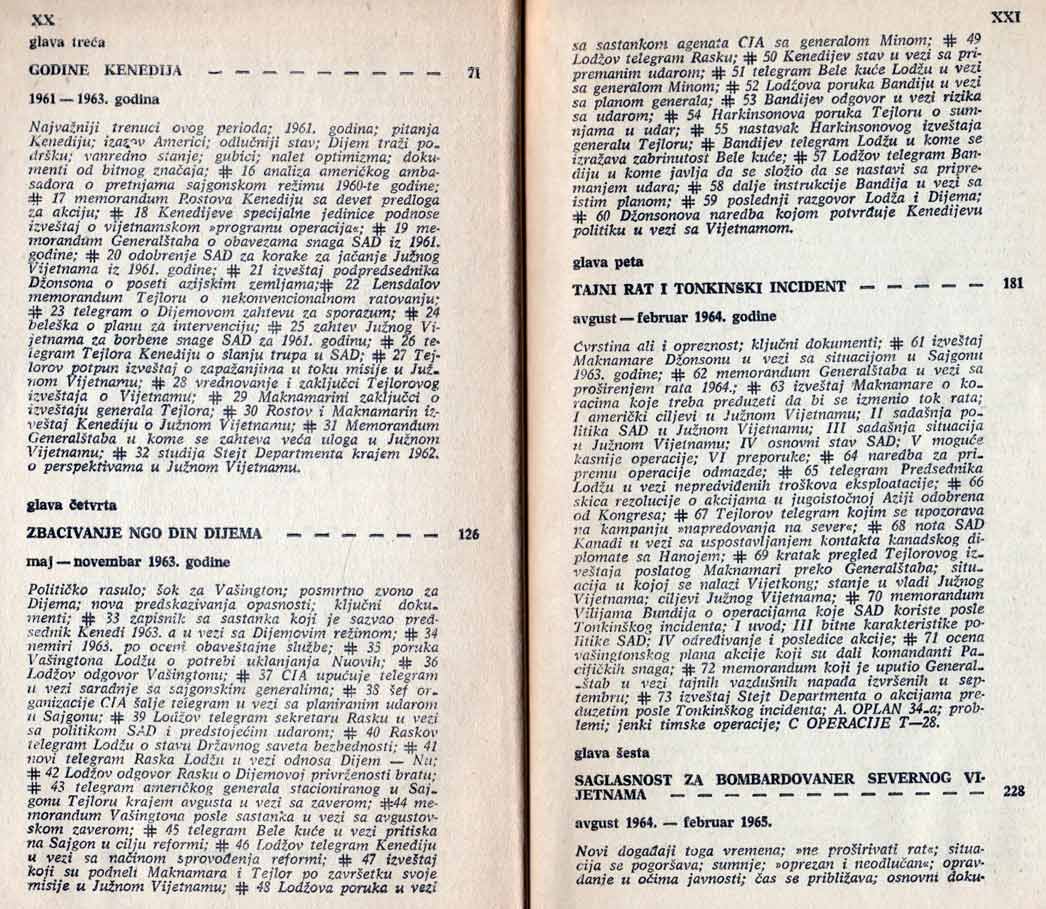 XX
glava treća
GODINE KENEDIJA — — — — — — — — — 71
1961 — 1963. godina
Najvažniji trenuci ovog perioda; 1961. godina; pitanja
Kenediju; izazov Americi; odlučniji stav; Dijem traži po-
dršku; vanredno stanje; gubici; nalet optimizma; doku-
menti od bitnog značaja; # 16 analiza američkog amba-
sadora o pretnjama sajgonskom režimu 1960-te godine;
# 17 memorandum Rostova Kenediju sa devet predloga
za akciju; # 18 Kenedijeve specijalne jedinice podnose
izveštaj o vijetnamskom »programu operacija«; # 19 me-
morandum Generalštaba o obavezama snaga SAD iz 1961.
godine; # 20 odobrenje SAD za korake za jačanje Južnog
Vijetnama iz 1961. godine; # 21 izveštaj podpredsednika
Džonsona o poseti azijskim zemljama;# 22 Lensdalov
memorandum Tejloru o nekonvencionalnom ratovanju;
# 23 telegram o Dijemovom zahtevu za sporazum; # 24
beleška o planu za intervenciju; # 25 zahtev Južnog Vi-
jetnama za borbene snage SAD za 1961. godinu; # 26 te-
legram Tejlora Kenediju o slanju trupa u SAD; # 27 Tej-
lorov potpun izveštaj o zapažanjima u toku misije u Juž-
nom Vijetnamu; # 28 vrednovanje i zaključci Tejlorovog
izveštaja o Vijetnamu; # 29 Maknamarini zaključci o
izveštaju generala Tejlora; # 30 Rostov i Maknamarin iz-
veštaj Kenediju o Južnom Vijetnamu; # 31 Memorandum
Generalštaba u kome se zahteva veća uloga u Južnom
Vijetnamu; # 32 studija Stejt Departmenta krajem 1962.
o perspektivama u Južnom Vijetnamu.
glava četvrta
ZBACIVANJE NGO DIN DIJEMA — — — — — — 126
maj — novembar 1963. godine
Političko rasulo; šok za Vašington; posmrtno zvono za
Dijema; nova predskazivanja opasnosti; ključni doku-
menti; # 33 zapisnik sa sastanka koji je sazvao pred-
sednik Kenedi 1963. a u vezi sa Dijemovim režimom; # 34
nemiri 1963. po oceni obaveštajne službe; # 35 poruka
Vašingtona Lodžu o potrebi uklanjanja Nuovih; # 36
Lodžov odgovor Vašingtonu; # 37 CIA upućuje telegram
u vezi saradnje sa sajgonskim generalima; # 38 šef or-
ganizacije CIA šalje telegram u vezi sa planiranim udarom
u Sajgonu; # 39 Lodžov telegram sekretaru Rasku u vezi
sa politikom SAD i predstojećim udarom; # 40 Raskov
telegram Lodžu o stavu Državnog saveta bezbednosti; # 41
novi telegram Raska Lodžu u vezi odnosa Dijem — Nu;
# 42 Lodžov odgovor Rasku o Dijemovoj privrženosti bratu;
# 43 telegram američkog generala stacioniranog u Saj-
gonu Tejloru krajem avgusta u vezi sa zaverom; #44 me-
morandum Vašingtona posle sastanka u vezi sa avgustov-
skom zaverom; # 45 telegram Bele kuće u vezi pritiska
na Sajgon u cilju reformi; # 46 Lodžov telegram Kenediju
u vezi sa načinom sprovođenja reformi; # 47 izveštaj
koji su podneli Maknamara i Tejlor po završetku svoje
misije u Južnom Vijetnamu; # 48 Lodžova poruka u vezi
XXI
sa sastankom agenata CIA sa generalom Minom; # 49
Lodžov telegram Rasku; # 50 Kenedijev stav u vezi sa pri-
premanim udarom; # 51 telegram Bele kuće Lodžu u vezi
sa generalom Minom; # 52 Lodžova poruka Bandiju u vezi
sa planom generala; # 53 Bandijev odgovor u vezi rizika
sa udarom; # 54 Harkinsonova poruka Tejloru o sum-
njama u udar; # 55 nastavak Harkinsonovog izveštaja
generalu Tejloru; # Bandijev telegram Lodžu u kome se
izražava zabrinutost Bele kuće; # 57 Lodžov telegram Ban-
diju u kome javlja da se složio da se nastavi sa pripre-
manjem udara; # 58 dalje instrukcije Bandija u vezi sa
istim planom; # 59 poslednji razgovor Lodža i Dijema;
# 60 Džonsonova naredba kojom potvrđuje Kenedijevu
politiku u vezi sa Vijetnamom.
glava peta
TAJNI RAT I TONKINŠKI INCIDENT — — — — — 181
avgust — februar 1964. godine
Čvrstina ali i opreznost; ključni dokumenti; # 61 izveštaj
Maknamare Džonsonu u vezi sa situacijom u Sajgonu
1963. godine; # 62 memorandum Generalštaba u vezi sa
proširenjem rata 1964.; # 63 izveštaj Maknamare o ko-
racima koje treba preduzeti da bi se izmenio tok rata;
I američki ciljevi u Južnom Vijetnamu; II sadašnja po-
litika SAD u Južnom Vijetnamu; III sadašnja situacija
u Južnom Vijetnamu; IV osnovni stav SAD; V moguće
kasnije operacije; VI preporuke; # 64 naredba za pri-
premu operacije odmazde; # 65 telegram Predsednika
Lodžu u vezi nepredviđenih troškova eksploatacije; # 66
skica rezolucije o akcijama u jugoistočnoj Aziji odobrena
od Kongresa; # 67 Tejlorov telegram kojim se upozorava
na kampanju »napredovanja na sever«; # 68 nota SAD
Kanadi u vezi sa uspostavljanjem kontakta kanadskog di-
plomate sa Hanojem; # 69 kratak pregled Tejlorovog iz-
veštaja poslatog Maknamari preko Generalštaba; situ-
acija u kojoj se nalazi Vijetkong; stanje u vladi Južnog
Vijetnama; ciljevi Južnog Vijetnama; # 70 memorandum
Vilijama Bundija o operacijama koje SAD koriste posle
Tonkinškog incidenta; I uvod; III bitne karakteristike po-
litike SAD; IV određivanje i posledice akcije; # 71 ocena
vašingtonskog plana akcije koji su dali komandanti Pa-
cifičkih snaga; # 72 memorandum koji je uputio General-
-štab u vezi tajnih vazdušnih napada izvršenih u sep-
tembru; # 73 izveštaj Stejt Departmenta o akcijama pre-
duzetim posle Tonkinškog incidenta; A. OPLAN 34-a; prob-
lemi; jenki timske operacije; C OPERACIJE T—28.
glava šesta
SAGLASNOST ZA BOMBARDOVANER SEVERNOG VI-
JETNAMA — — — — — — — — — — — — 228
avgust 1964. — februar 1965.
Novi događaji toga vremena; »ne proširivati rat«; situa-
cija se pogoršava; sumnje; »oprezan i neodlučan«; oprav-
danje u očima javnosti; čas se približava; osnovni doku-